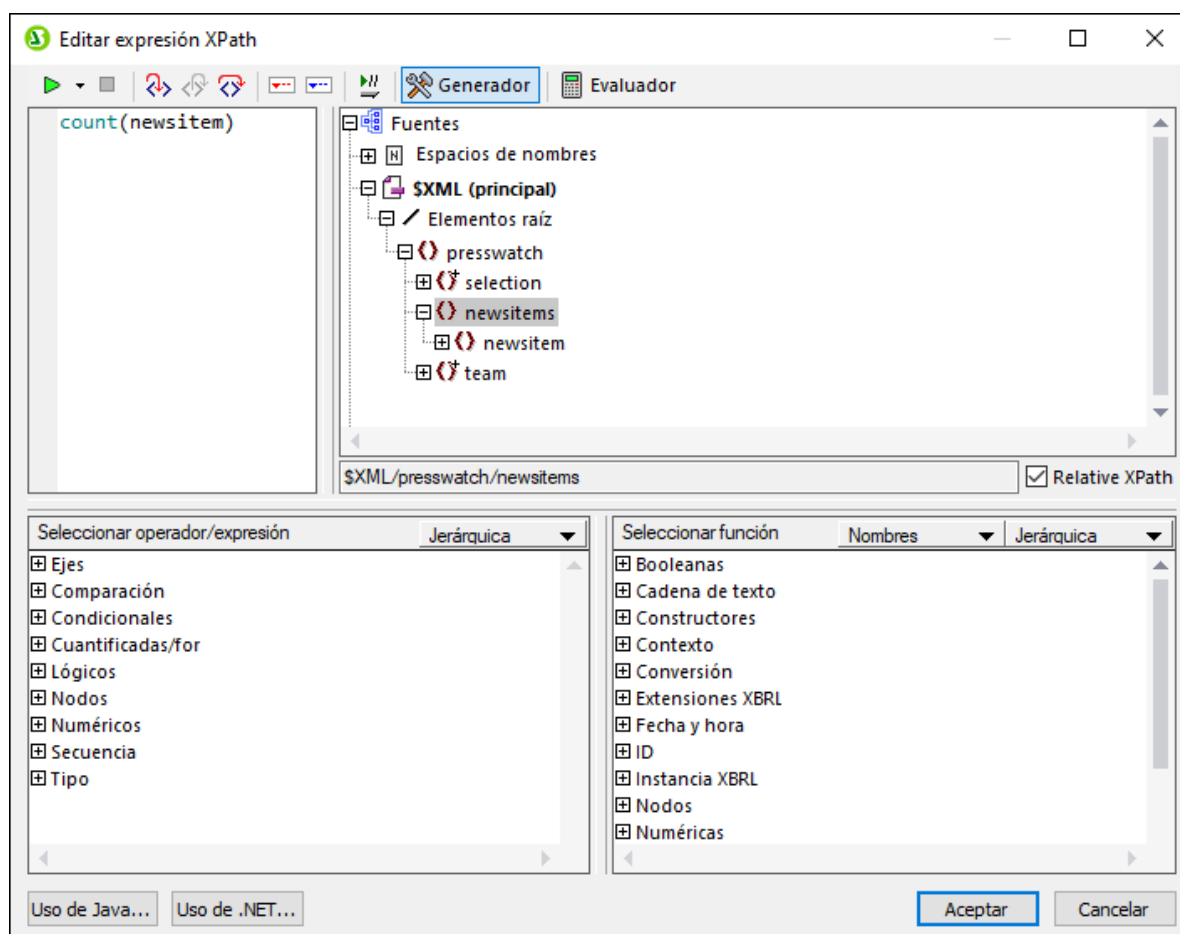 Editar expresión XPath
Generador Evaluador
count(newsitem)
Fuentes
Espacios de nombres
$XML (principal)
Elementos raíz
presswatch
selection
newsitems
newsitem
team
$XML/presswatch/newsitems Relative XPath
Seleccionar operador/expresión Jerárquica
Ejes
Comparación
Condicionales
Cuantificadas/for
Lógicos
Nodos
Numéricos
Secuencia
Tipo
Seleccionar función Nombres Jerárquica
Booleanas
Cadena de texto
Constructores
Contexto
Conversión
Extensiones XBRL
Fecha y hora
ID
Instancia XBRL
Nodos
Numéricas
Uso de Java... Uso de .NET... Aceptar Cancelar